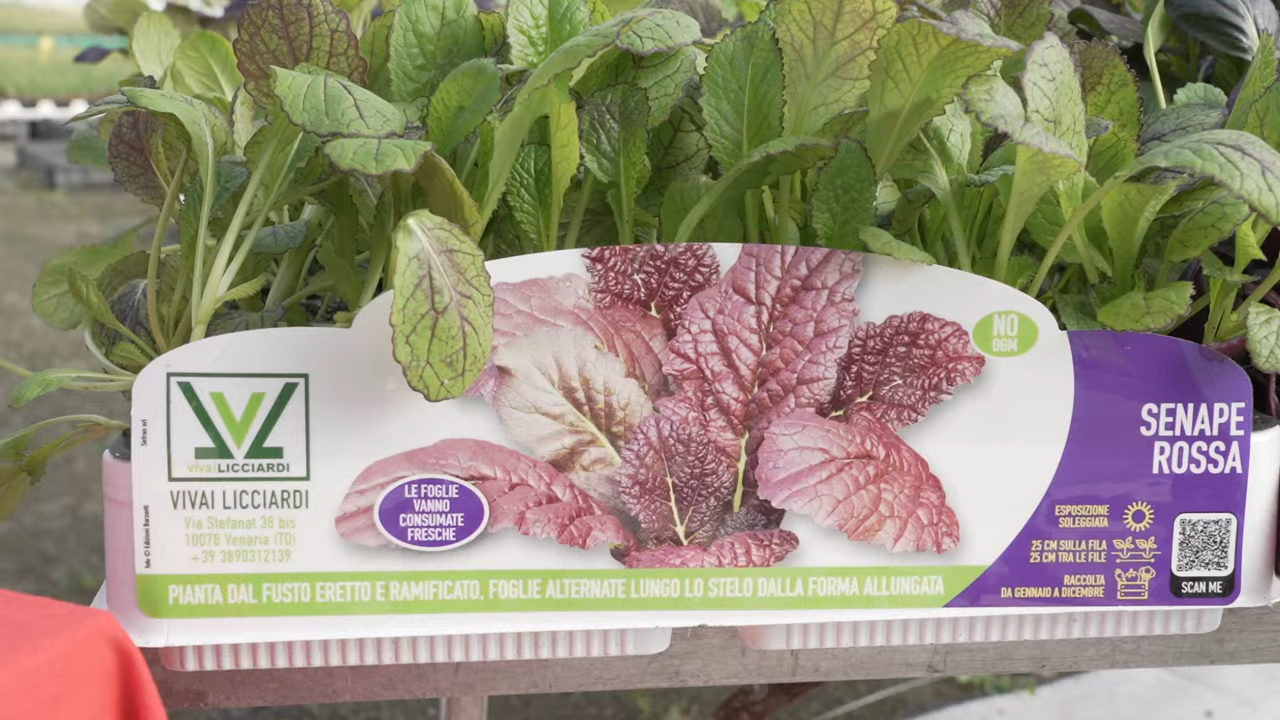 NO
OGM
SENAPE
ROSSA
vivaiLICCIARDI
VIVAI LICCIARDI
Via Stefanat 38 bis
10078 Venaria (TO)
+39 3890312139
LE FOGLIE
VANNO
CONSUMATE
FRESCHE
ESPOSIZIONE
SOLEGGIATA
25 CM SULLA FILA
25 CM TRA LE FILE
RACCOLTA
DA GENNAIO A DICEMBRE
SCAN ME
PIANTA DAL FUSTO ERETTO E RAMIFICATO, FOGLIE ALTERNATE LUNGO LO STELO DALLA FORMA ALLUNGATA